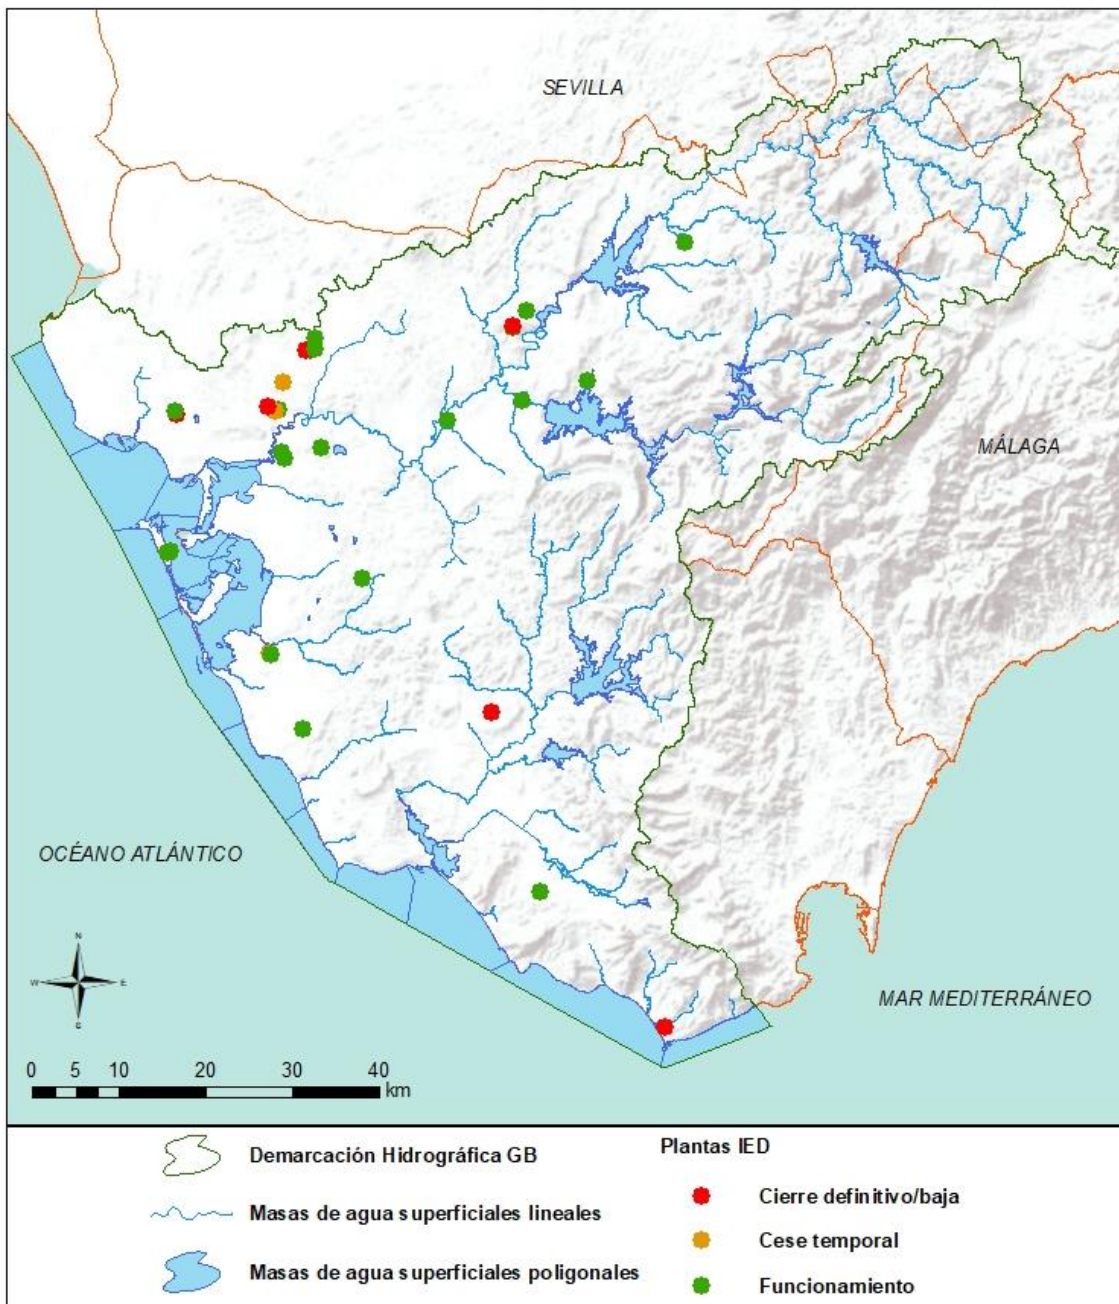 SEVILLA
MÁLAGA
OCÉANO ATLÁNTICO
N
W
E
S
MAR MEDITERRÁNEO
0 5 10 20 30 40
km
Demarcación Hidrográfica GB
Masas de agua superficiales lineales
Masas de agua superficiales poligonales
Plantas IED
Cierre definitivo/baja
Cese temporal
Funcionamiento